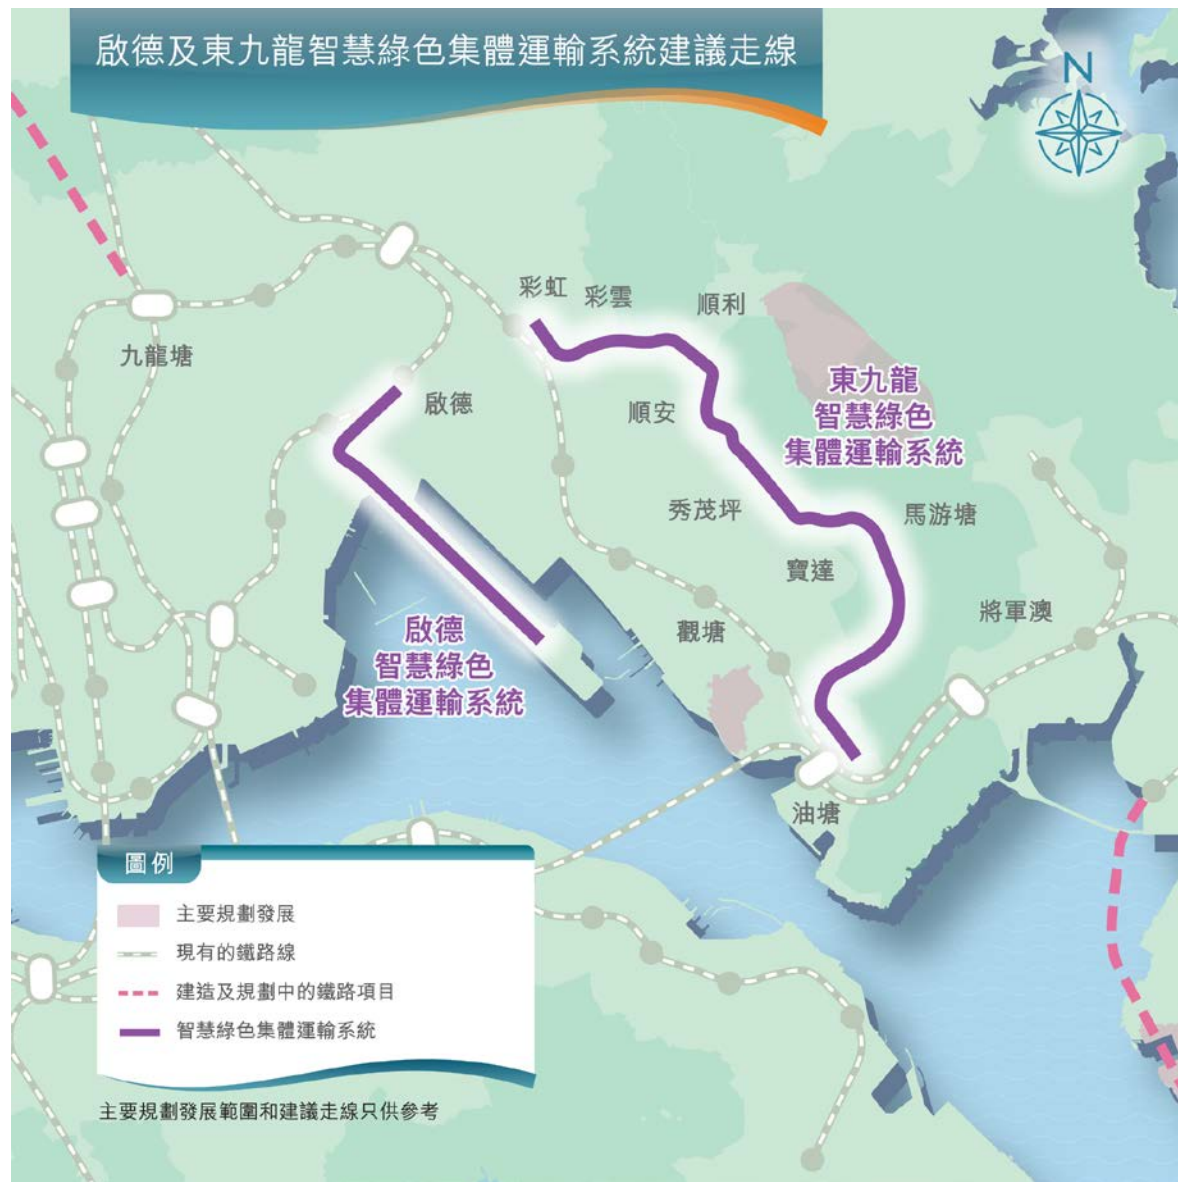 啟德及東九龍智慧綠色集體運輸系統建議走線
N
彩虹
彩雲
順利
九龍塘
啟德
順安
東九龍
智慧綠色
集體運輸系統
秀茂坪
馬游塘
寶達
觀塘
將軍澳
啟德
智慧綠色
集體運輸系統
油塘
圖例
主要規劃發展
現有的鐵路線
建造及規劃中的鐵路項目
智慧綠色集體運輸系統
主要規劃發展範圍和建議走線只供參考